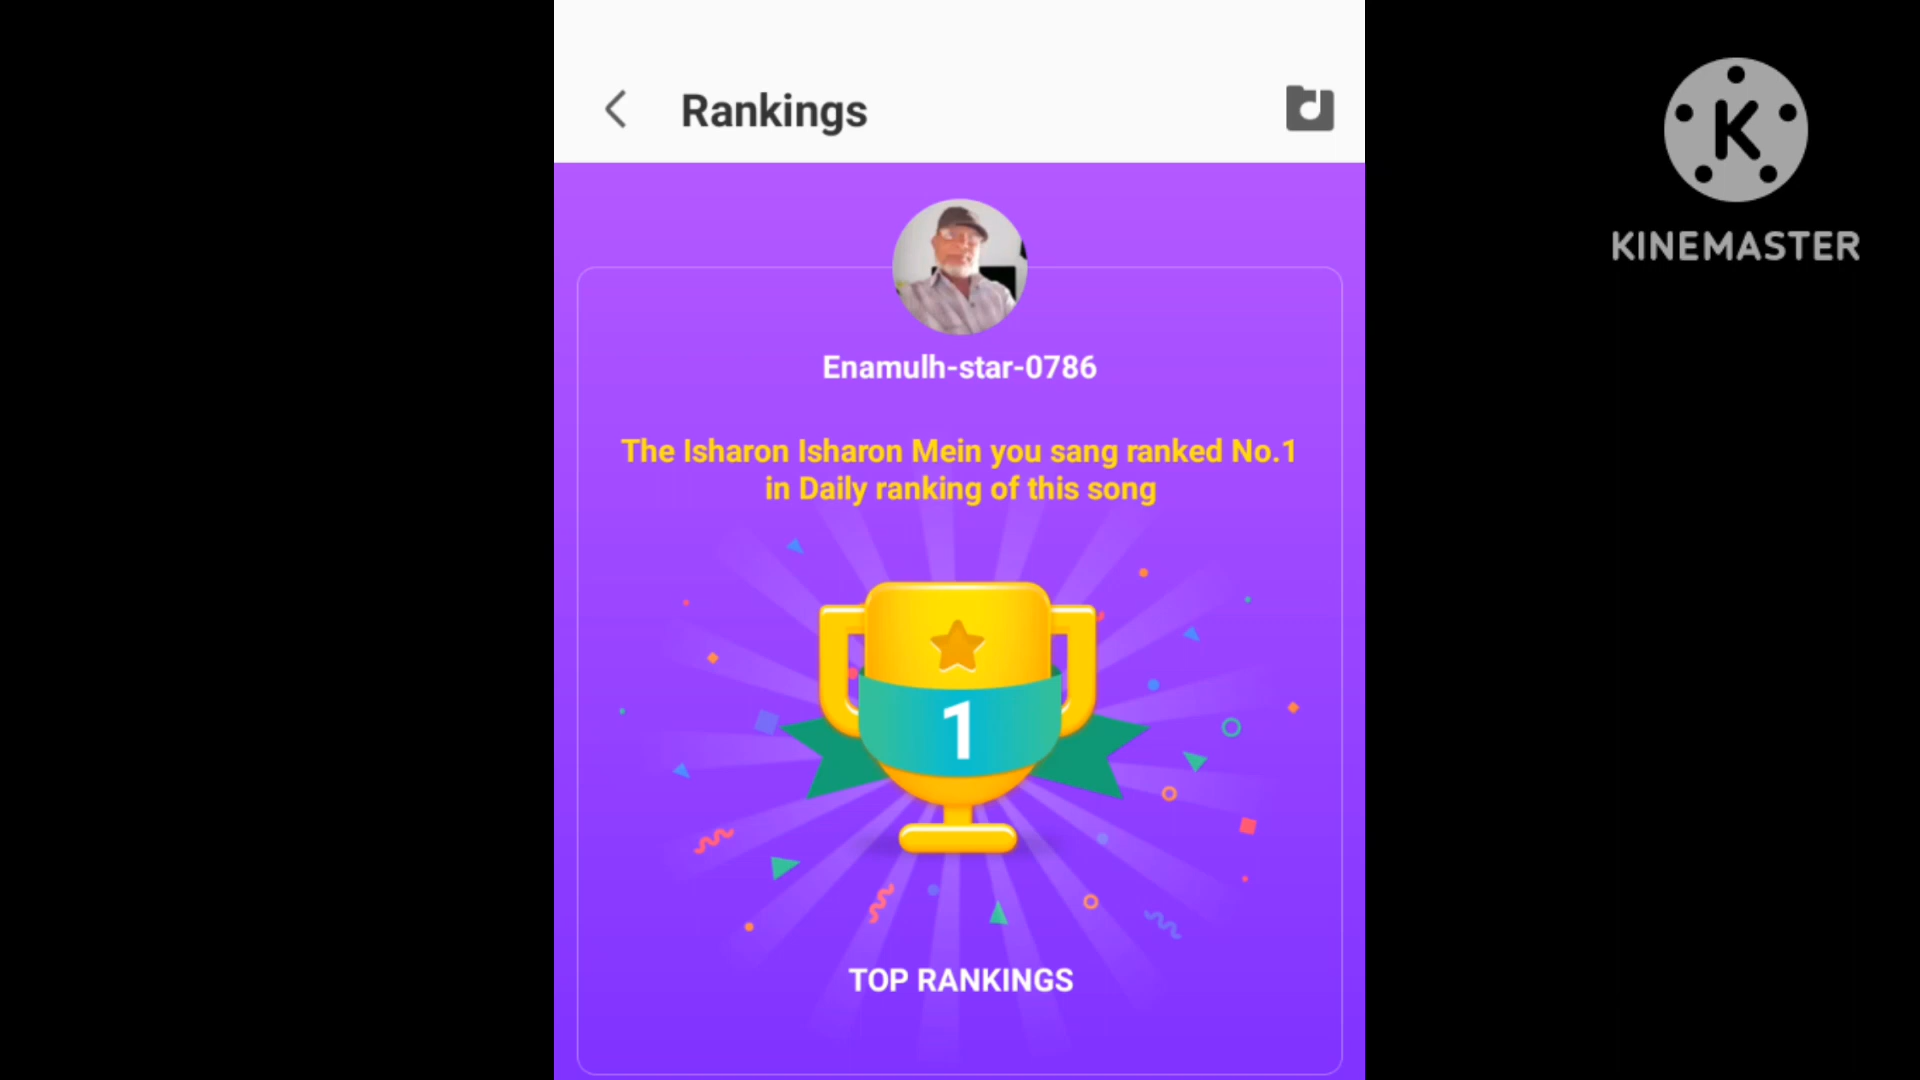 Rankings
K
KINEMASTER
Enamulh-star-0786
The Isharon Isharon Mein you sang ranked No.1
in Daily ranking of this song
1
TOP RANKINGS